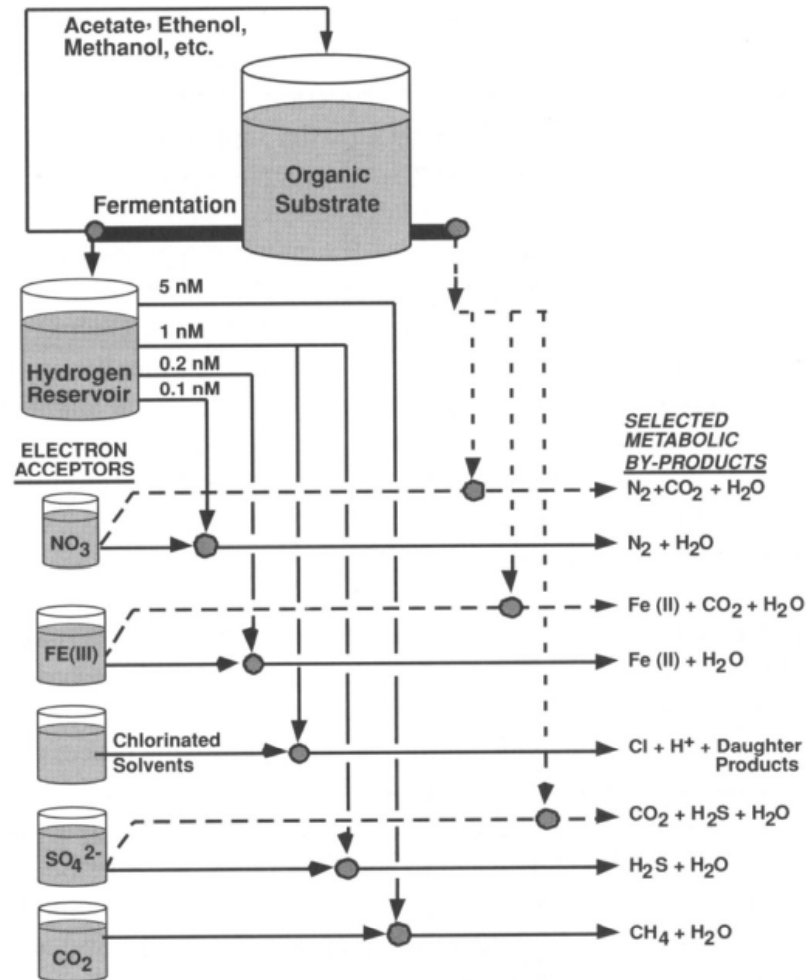 Acetate, Ethenol,
Methanol, etc.
Organic
Substrate
Fermentation
5 nM
1 nM
0.2 nM
0.1 nM
Hydrogen
Reservoir
ELECTRON
ACCEPTORS
SELECTED
METABOLIC
BY-PRODUCTS
N₂+CO₂ + H₂O
NO₃
N₂ + H₂O
Fe (II) + CO₂ + H₂O
FE(III)
Fe (II) + H₂O
Chlorinated
Solvents
Cl + H⁺ + Daughter
Products
CO₂ + H₂S + H₂O
SO₄²⁻
H₂S + H₂O
CO₂
CH₄ + H₂O